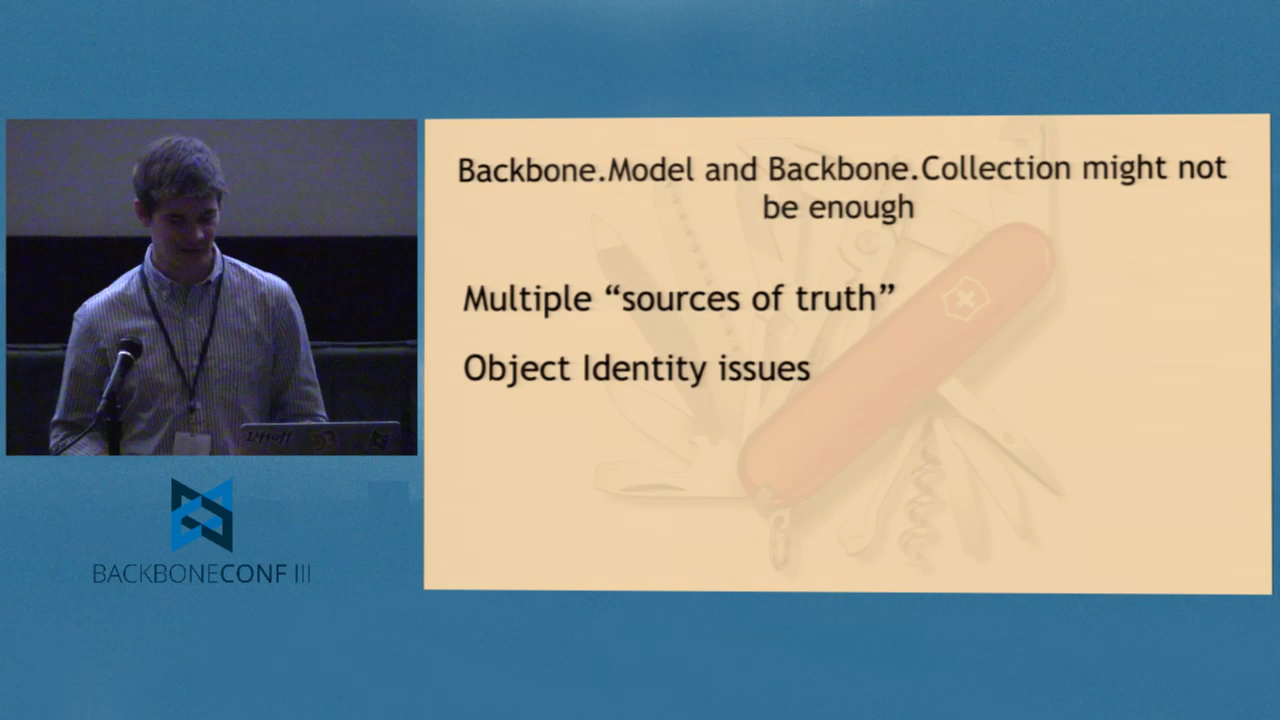 Backbone.Model and Backbone.Collection might not
be enough
Multiple “sources of truth”
Object Identity issues
BACKBONECONF III